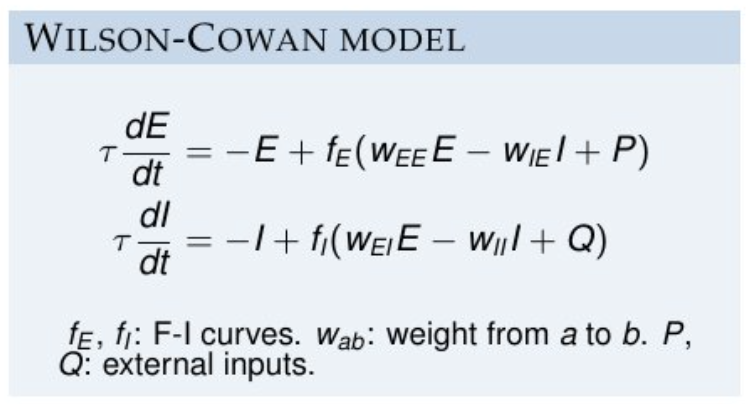 WILSON-COWAN MODEL
τ dE/dt = −E + f_E(w_EE E − w_IE I + P)
τ dI/dt = −I + f_I(w_EI E − w_II I + Q)
f_E, f_I: F-I curves. w_ab: weight from a to b. P,
Q: external inputs.